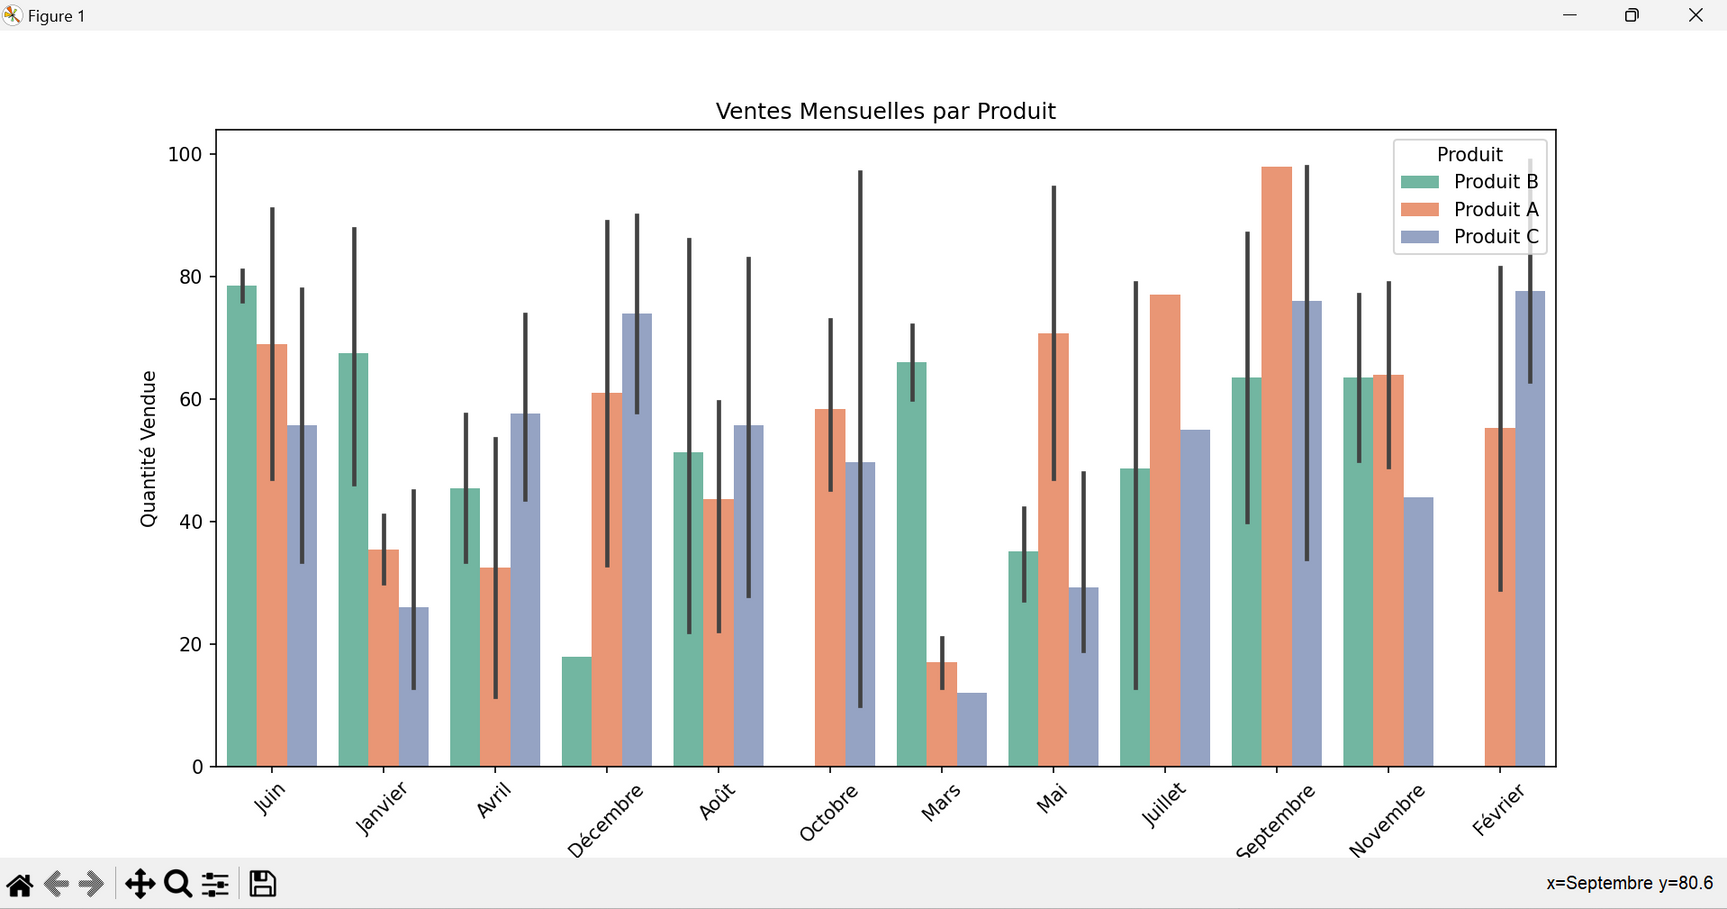 Figure 1
Ventes Mensuelles par Produit
Produit
Produit B
Produit A
Produit C
Quantité Vendue
100
80
60
40
20
0
Juin
Janvier
Avril
Décembre
Août
Octobre
Mars
Mai
Juillet
Septembre
Novembre
Février
x=Septembre y=80.6